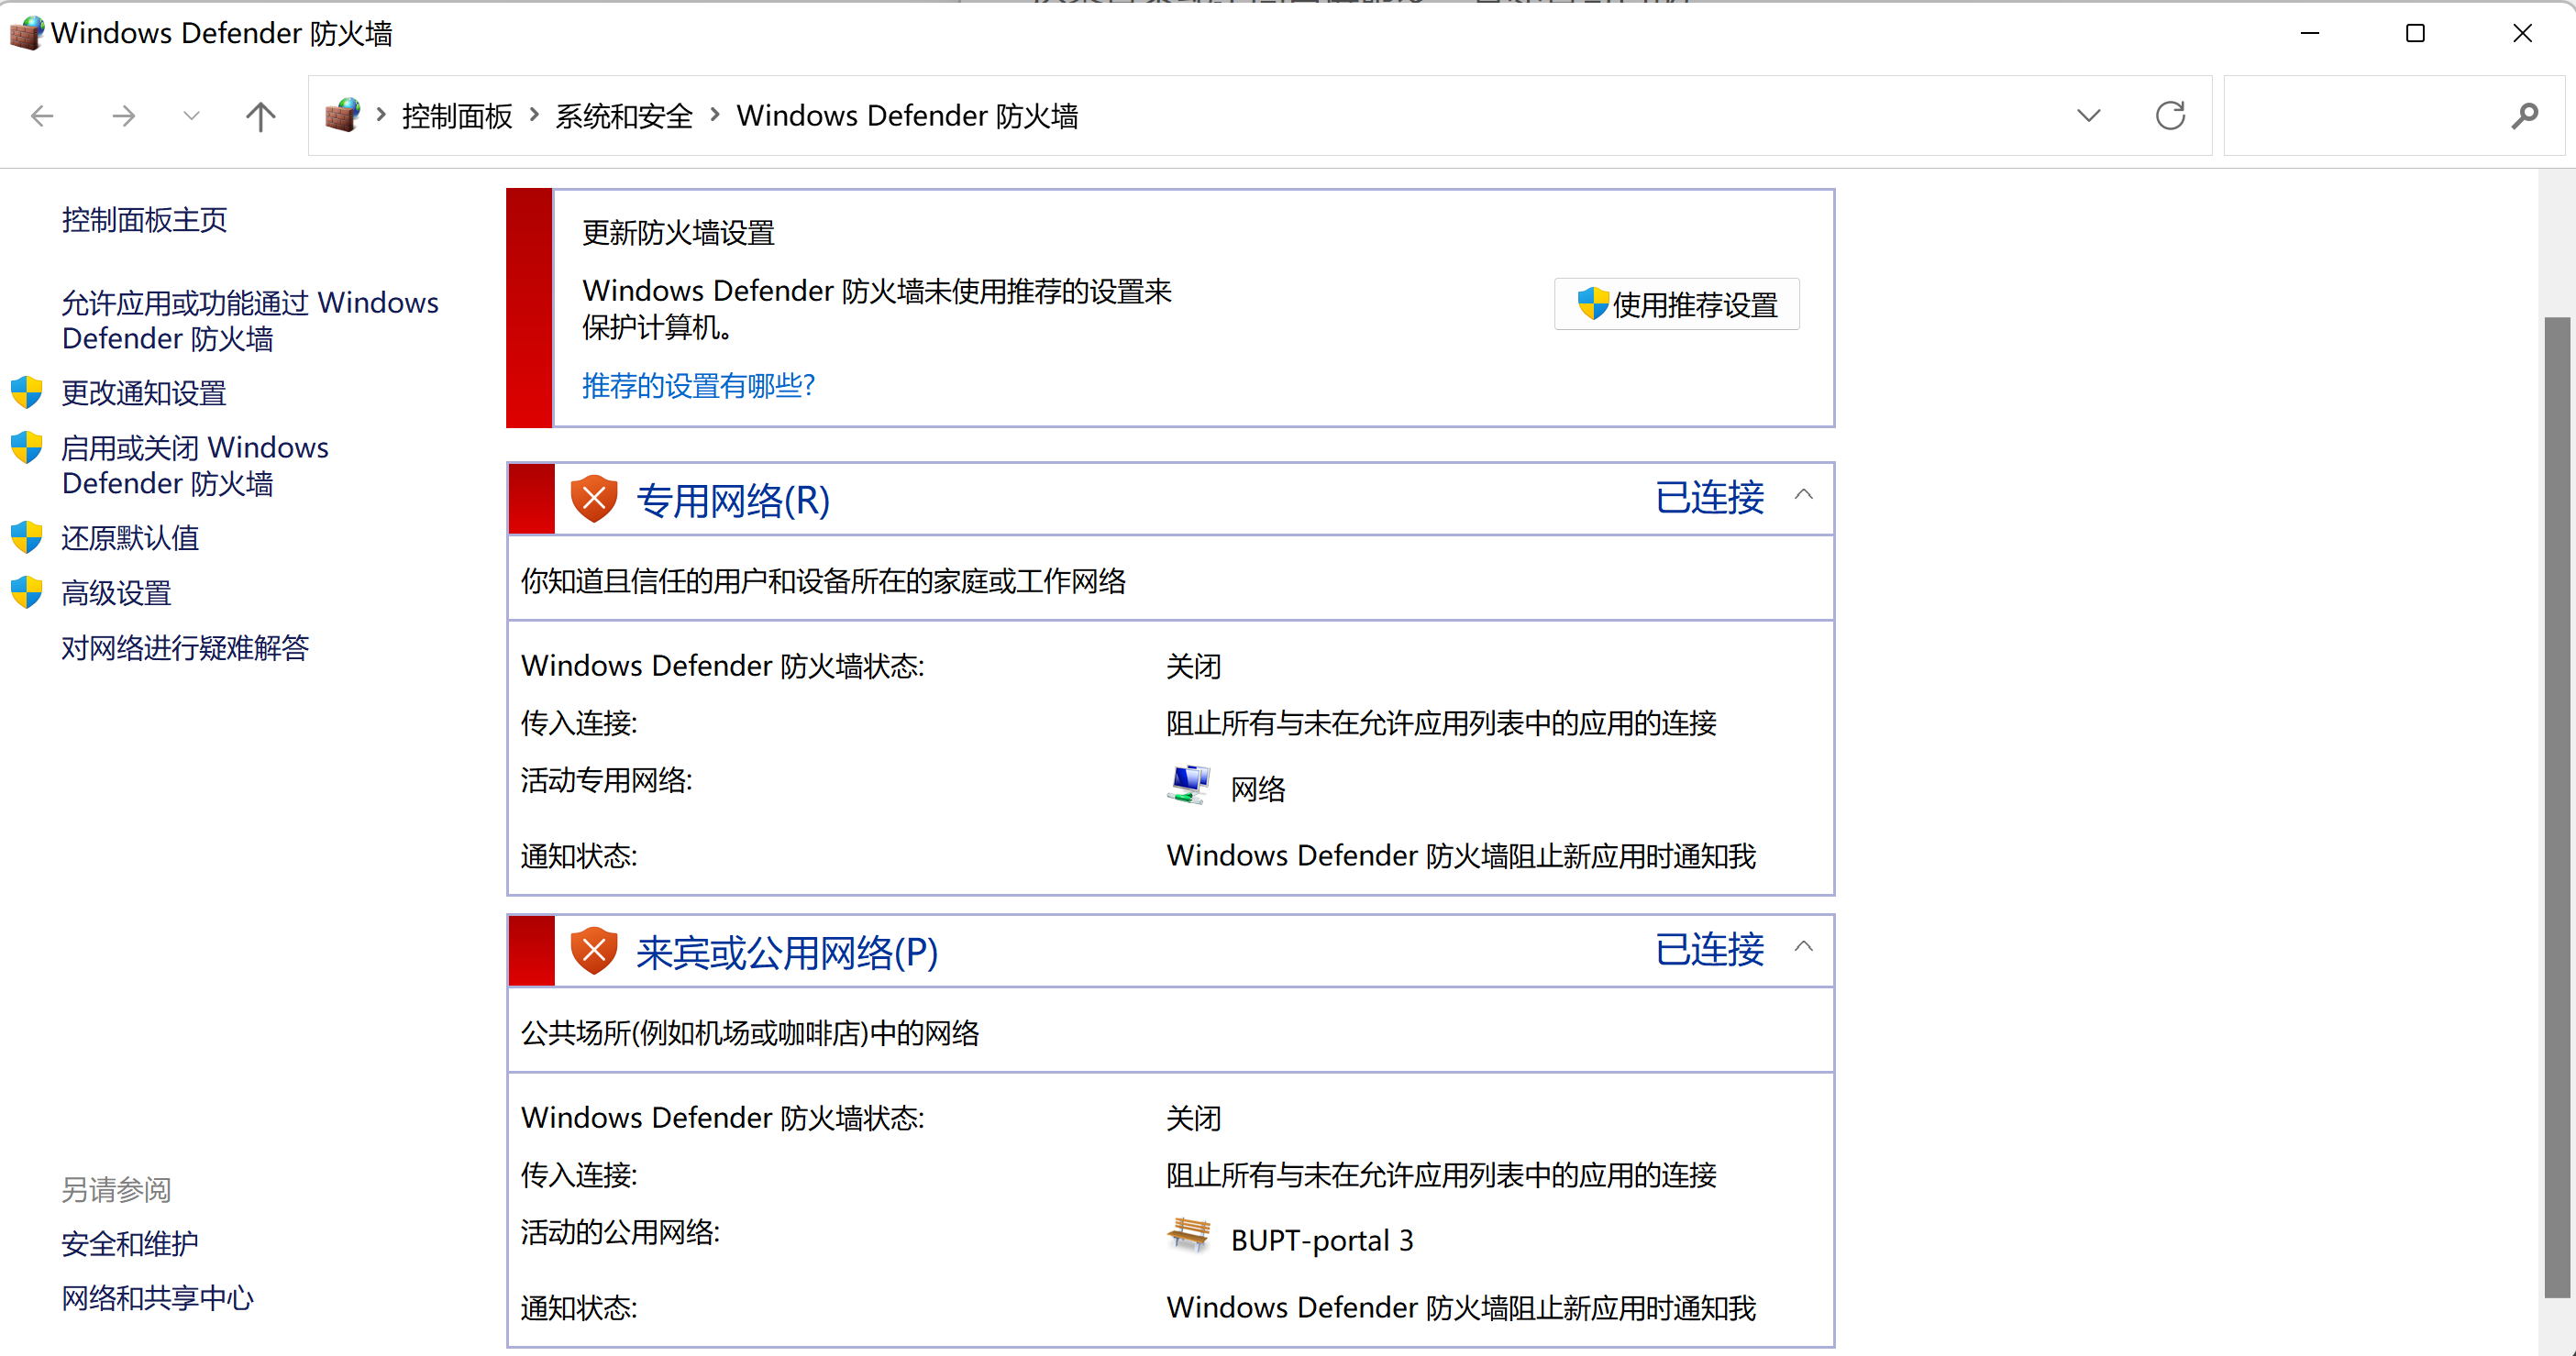 Windows Defender 防火墙
控制面板 › 系统和安全 › Windows Defender 防火墙
控制面板主页
允许应用或功能通过 Windows
Defender 防火墙
更改通知设置
启用或关闭 Windows
Defender 防火墙
还原默认值
高级设置
对网络进行疑难解答
另请参阅
安全和维护
网络和共享中心
更新防火墙设置
Windows Defender 防火墙未使用推荐的设置来
保护计算机。
使用推荐设置
推荐的设置有哪些?
专用网络(R) 已连接
你知道且信任的用户和设备所在的家庭或工作网络
Windows Defender 防火墙状态: 关闭
传入连接: 阻止所有与未在允许应用列表中的应用的连接
活动专用网络: 网络
通知状态: Windows Defender 防火墙阻止新应用时通知我
来宾或公用网络(P) 已连接
公共场所(例如机场或咖啡店)中的网络
Windows Defender 防火墙状态: 关闭
传入连接: 阻止所有与未在允许应用列表中的应用的连接
活动的公用网络: BUPT-portal 3
通知状态: Windows Defender 防火墙阻止新应用时通知我